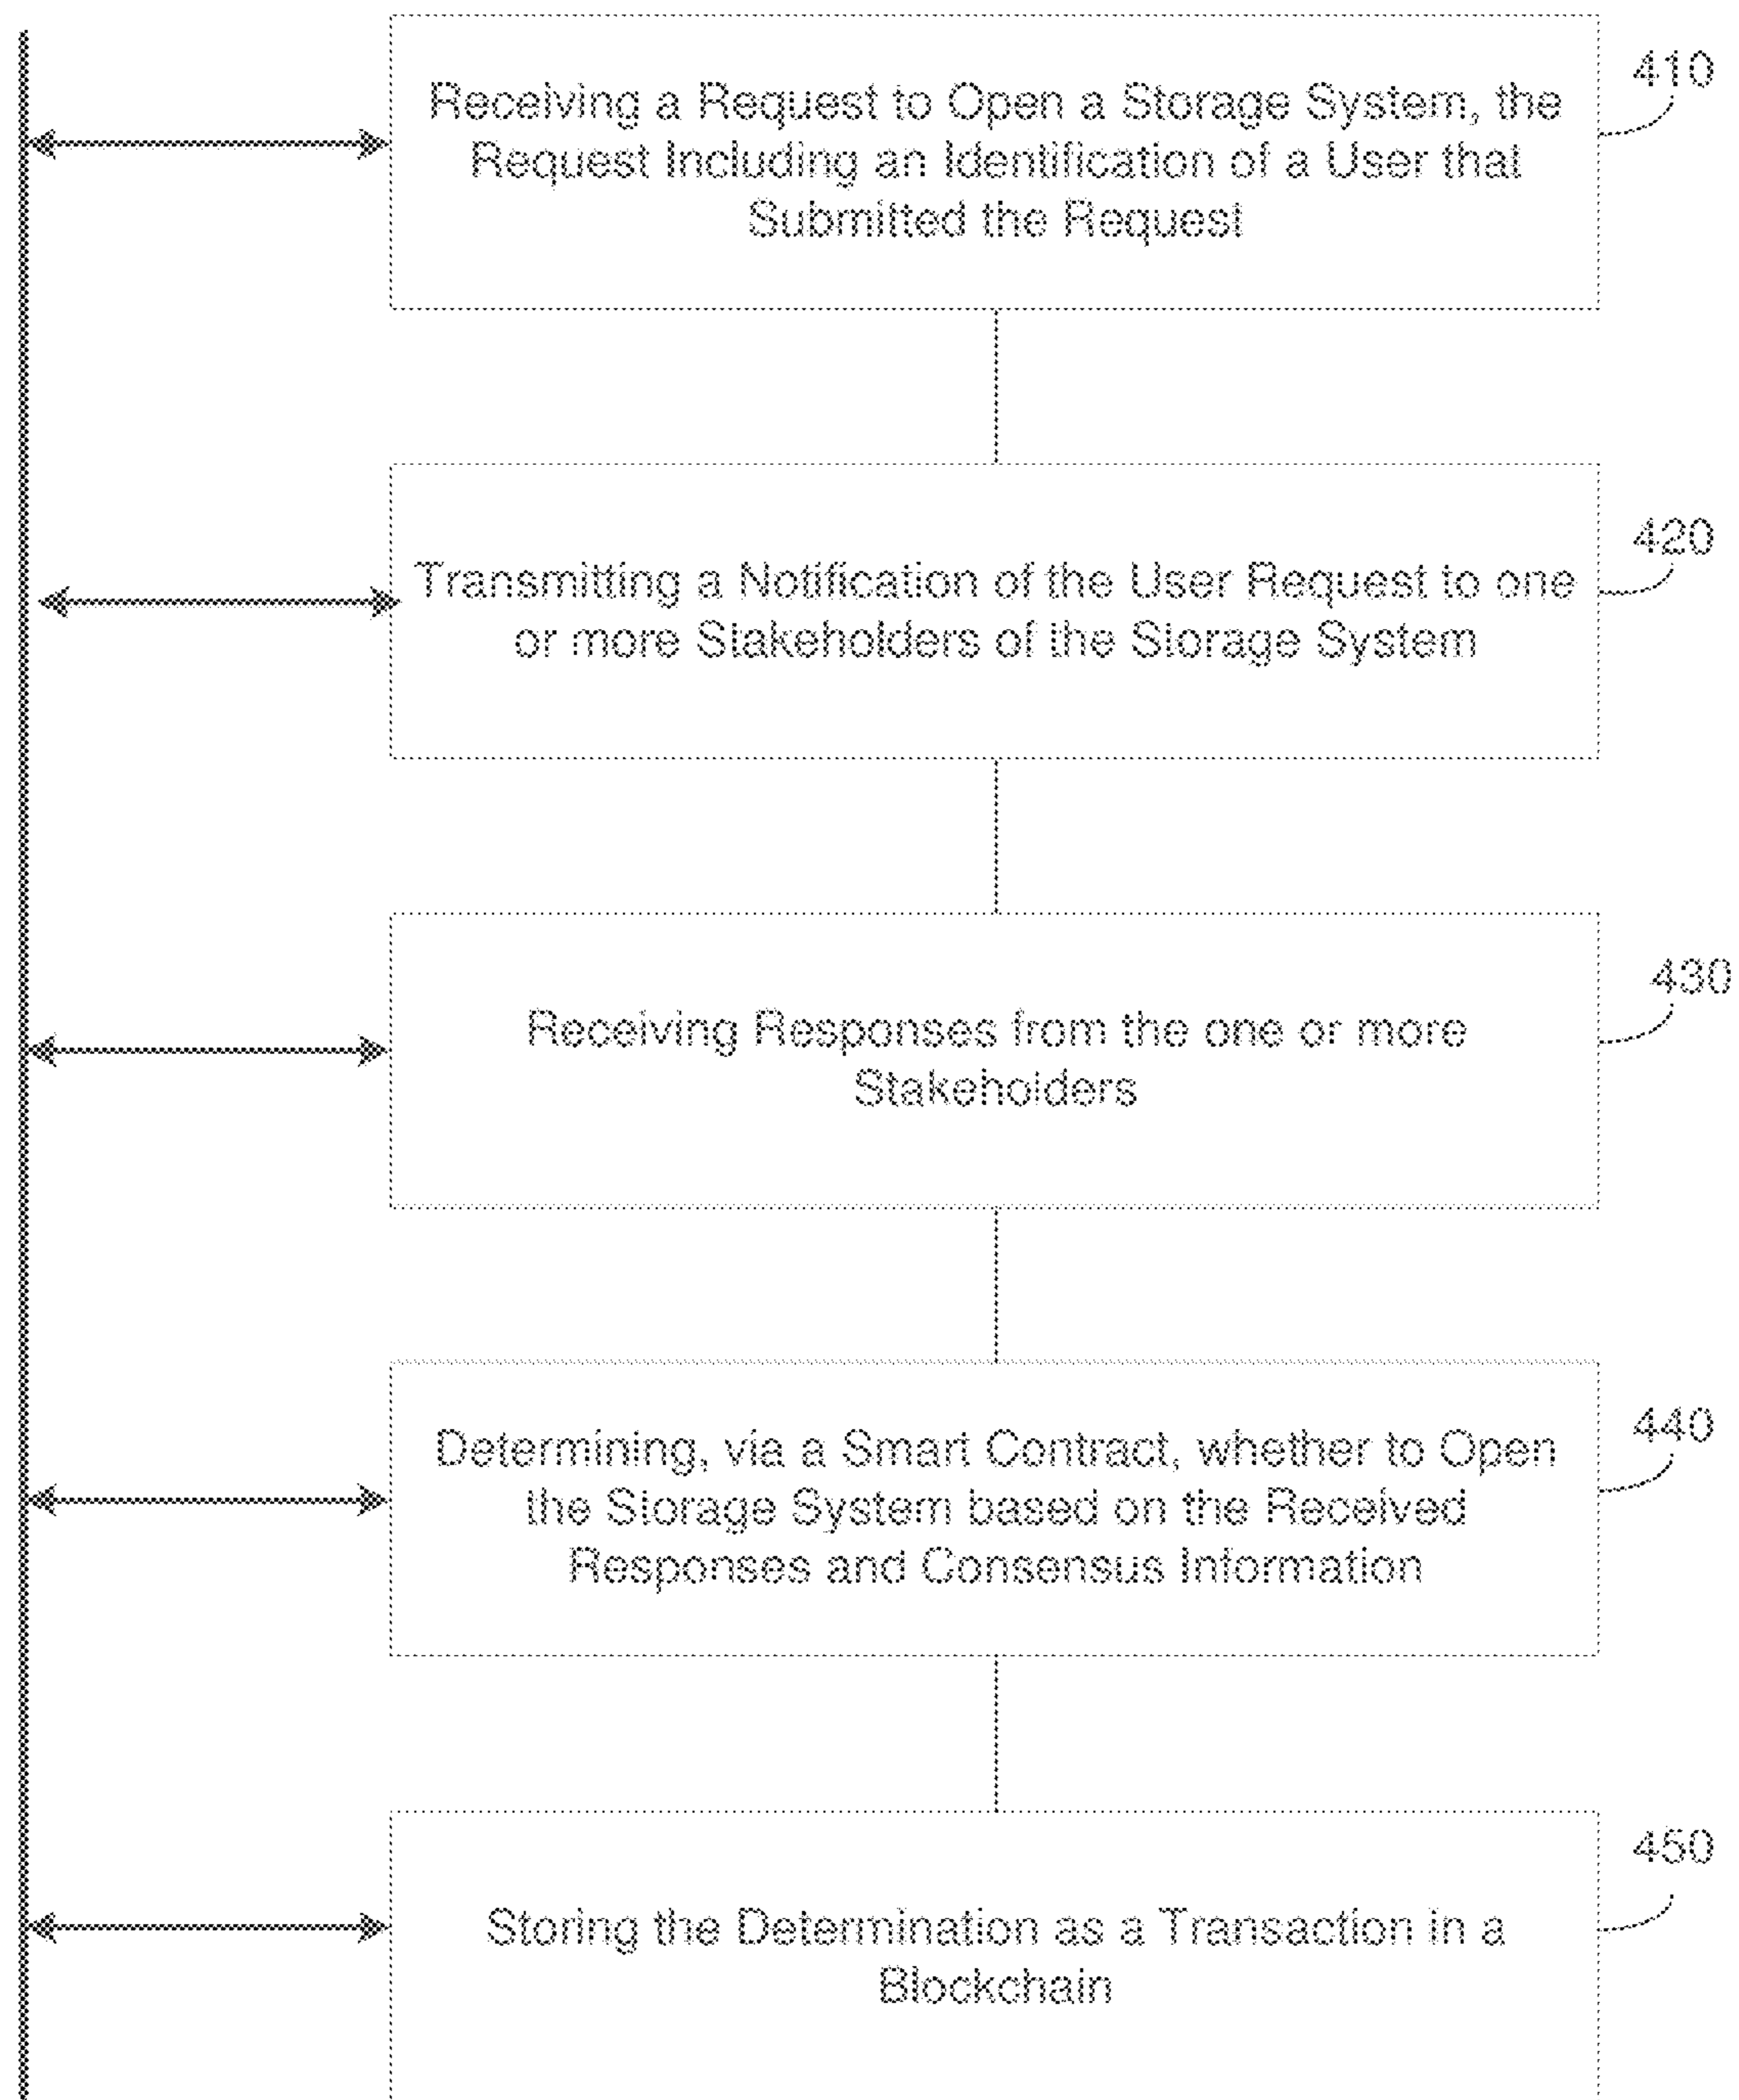 410
Receiving a Request to Open a Storage System, the
Request Including an Identification of a User that
Submitted the Request
420
Transmitting a Notification of the User Request to one
or more Stakeholders of the Storage System
430
Receiving Responses from the one or more
Stakeholders
440
Determining, via a Smart Contract, whether to Open
the Storage System based on the Received
Responses and Consensus Information
450
Storing the Determination as a Transaction in a
Blockchain